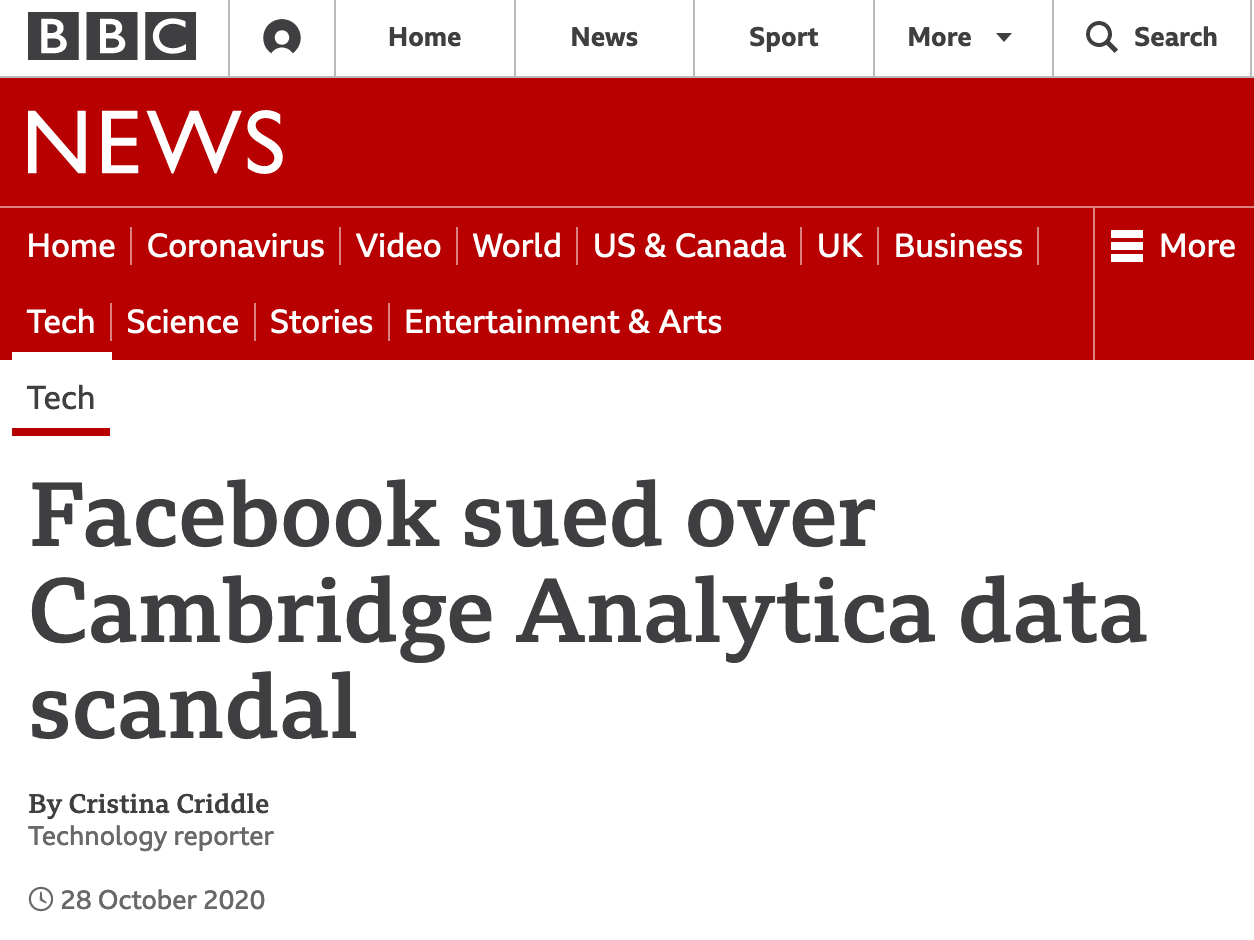 BBC Home News Sport More Search
NEWS
Home Coronavirus Video World US & Canada UK Business More
Tech Science Stories Entertainment & Arts
Tech
Facebook sued over
Cambridge Analytica data
scandal
By Cristina Criddle
Technology reporter
28 October 2020